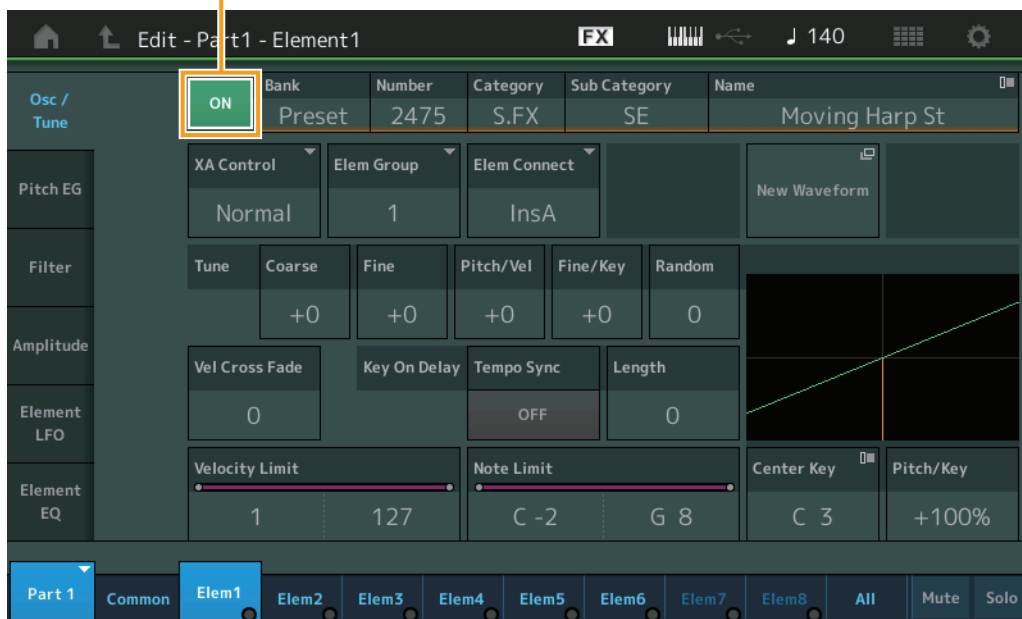 Edit - Part1 - Element1 FX ♩ 140
Osc / Tune
ON
Bank Number Category Sub Category Name
Preset 2475 S.FX SE Moving Harp St
Pitch EG
XA Control Elem Group Elem Connect
Normal 1 InsA
New Waveform
Filter
Tune Coarse Fine Pitch/Vel Fine/Key Random
+0 +0 +0 +0 0
Amplitude
Vel Cross Fade Key On Delay Tempo Sync Length
0 OFF 0
Element LFO
Velocity Limit Note Limit Center Key Pitch/Key
1 127 C -2 G 8 C 3 +100%
Element EQ
Part 1 Common Elem1 Elem2 Elem3 Elem4 Elem5 Elem6 Elem7 Elem8 All Mute Solo